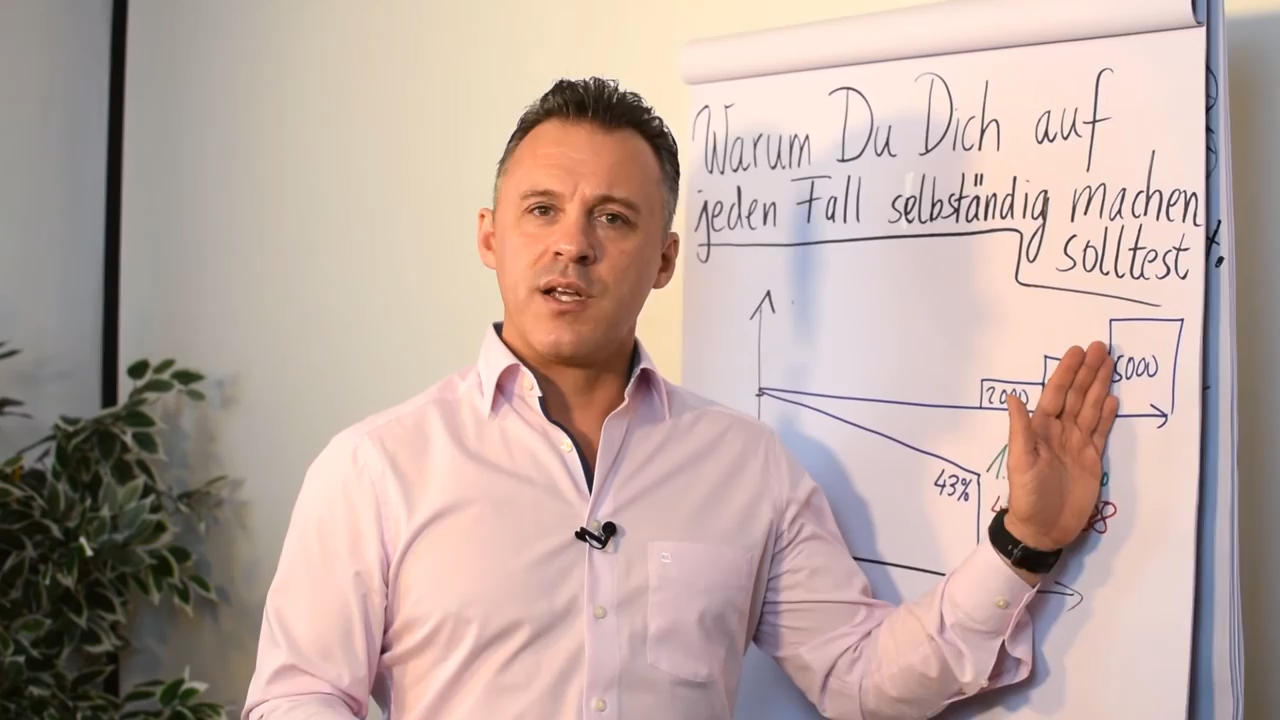 Warum Du Dich auf
jeden Fall selbständig machen
solltest
5000
2000
43%